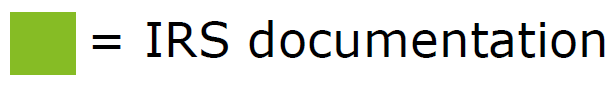 = IRS documentation